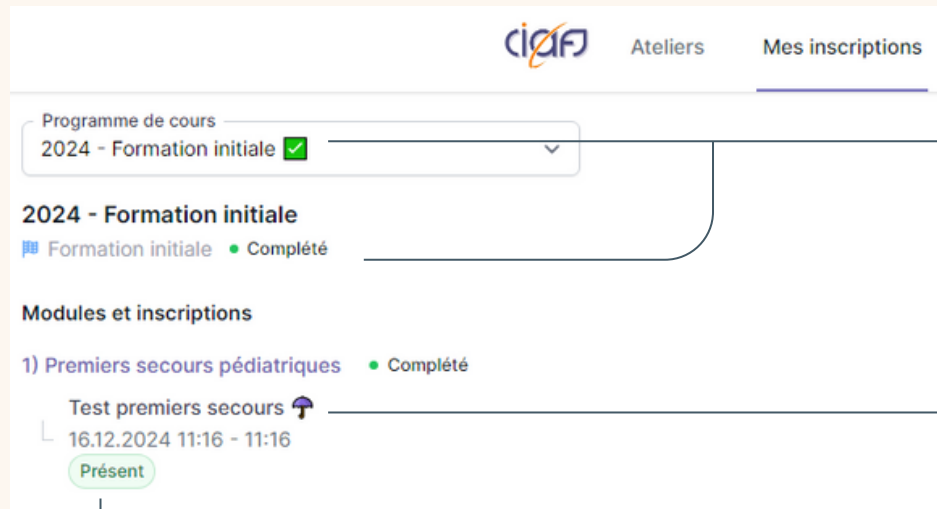 ciafj Ateliers Mes inscriptions
Programme de cours
2024 - Formation initiale ✅
2024 - Formation initiale
Formation initiale • Complété
Modules et inscriptions
1) Premiers secours pédiatriques • Complété
Test premiers secours
16.12.2024 11:16 - 11:16
Présent